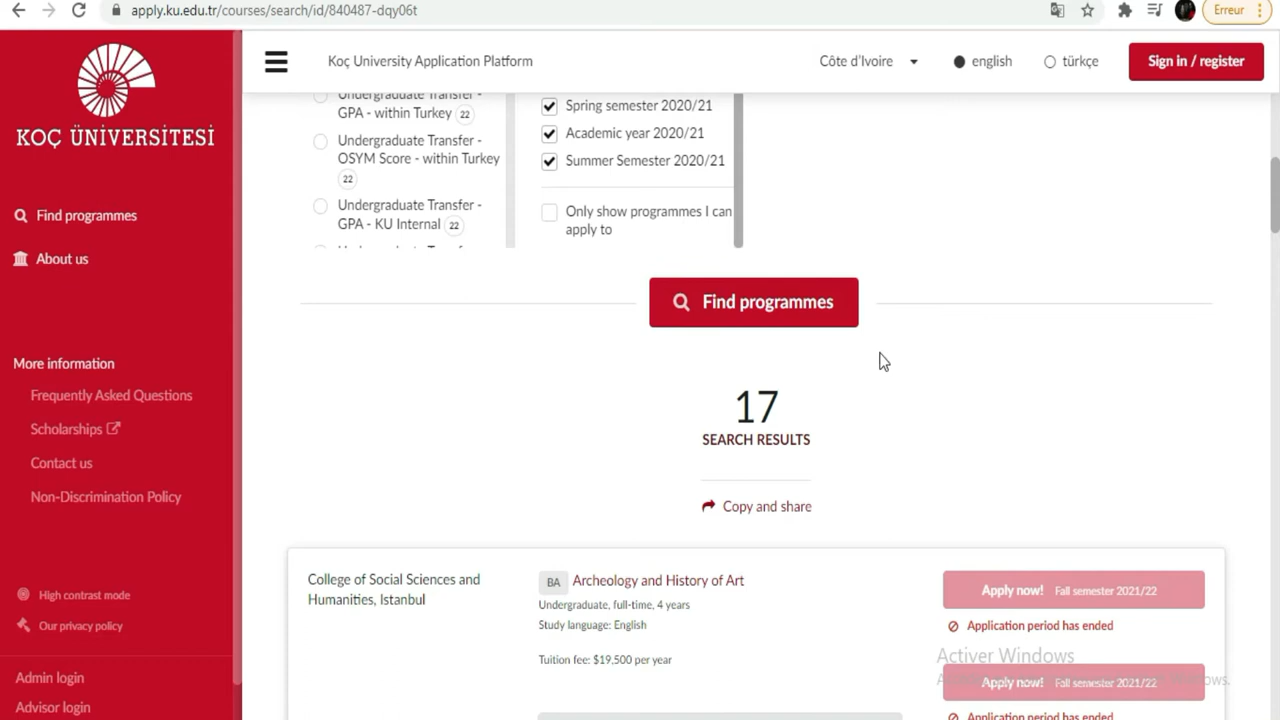 apply.ku.edu.tr/courses/search/id/840487-dqy06t
Erreur
KOÇ ÜNİVERSİTESİ
Find programmes
About us
More information
Frequently Asked Questions
Scholarships
Contact us
Non-Discrimination Policy
High contrast mode
Our privacy policy
Admin login
Advisor login
Koç University Application Platform
Côte d'Ivoire
english
türkçe
Sign in / register
Undergraduate Transfer -
GPA - within Turkey 22
Undergraduate Transfer -
OSYM Score - within Turkey
22
Undergraduate Transfer -
GPA - KU Internal 22
Spring semester 2020/21
Academic year 2020/21
Summer Semester 2020/21
Only show programmes I can
apply to
Find programmes
17
SEARCH RESULTS
Copy and share
College of Social Sciences and
Humanities, Istanbul
BA Archeology and History of Art
Undergraduate, full-time, 4 years
Study language: English
Tuition fee: $19,500 per year
Apply now! Fall semester 2021/22
Application period has ended
Activer Windows
Apply now! Fall semester 2021/22
Application period has ended